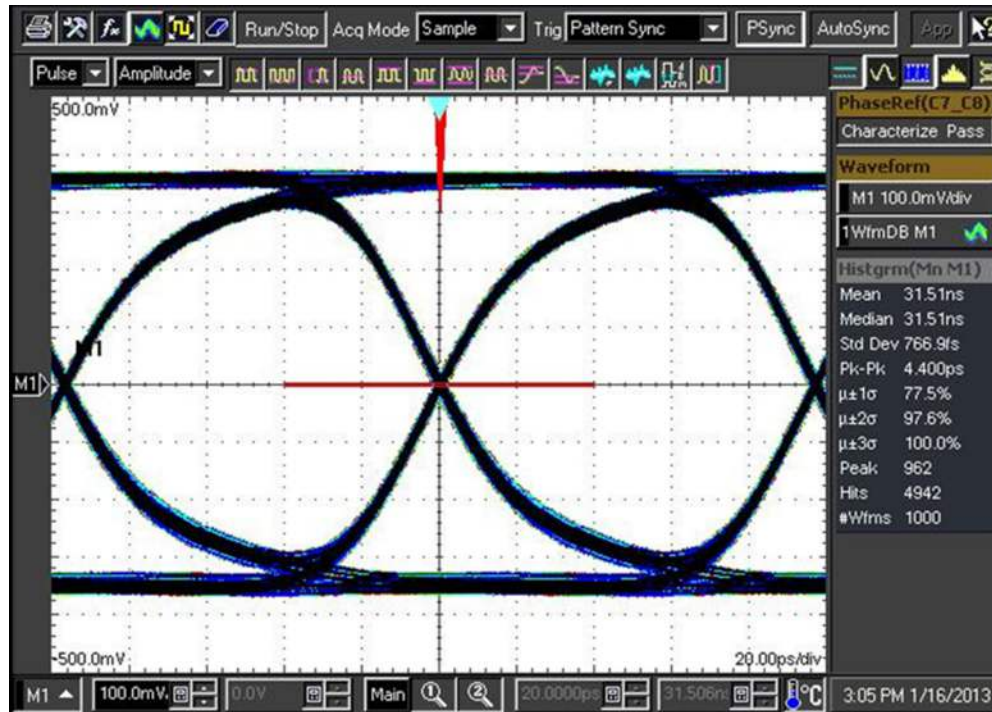 Run/Stop Acq Mode Sample Trig Pattern Sync PSync AutoSync App
Pulse Amplitude
500.0mV
PhaseRef(C7_C8)
Characterize Pass
Waveform
M1 100.0mV/div
1WfmDB M1
Histgrm(Mn M1)
Mean 31.51ns
Median 31.51ns
Std Dev 766.9fs
Pk-Pk 4.400ps
µ±1σ 77.5%
µ±2σ 97.6%
µ±3σ 100.0%
Peak 962
Hits 4942
#Wfms 1000
M1
M1
-500.0mV
20.00ps/div
M1 100.0mV 0.0V Main 1 2 20.0000ps 31.506n °C 3:05 PM 1/16/2013